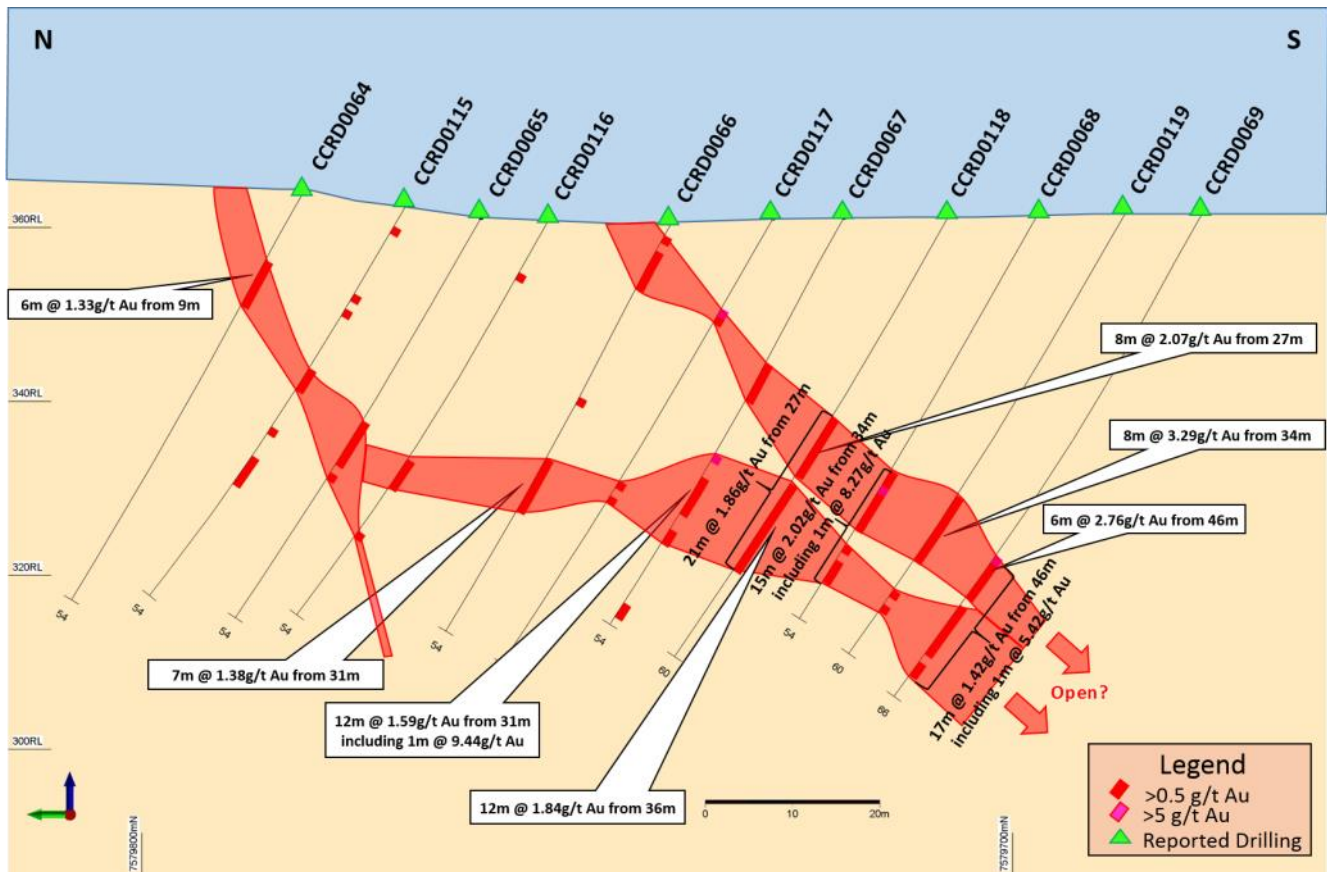 N
S
CCRD0064
CCRD0115
CCRD0065
CCRD0116
CCRD0066
CCRD0117
CCRD0067
CCRD0118
CCRD0068
CCRD0119
CCRD0069
360RL
6m @ 1.33g/t Au from 9m
8m @ 2.07g/t Au from 27m
340RL
21m @ 1.86g/t Au from 27m
15m @ 2.02g/t Au from 34m
including 1m @ 8.27g/t Au
8m @ 3.29g/t Au from 34m
6m @ 2.76g/t Au from 46m
320RL
54
54
54
54
54
54
60
54
60
86
7m @ 1.38g/t Au from 31m
12m @ 1.59g/t Au from 31m
including 1m @ 9.44g/t Au
17m @ 1.42g/t Au from 46m
including 1m @ 5.42g/t Au
Open?
300RL
12m @ 1.84g/t Au from 36m
0
10
20m
Legend
>0.5 g/t Au
>5 g/t Au
Reported Drilling
7579800mN
7579700mN